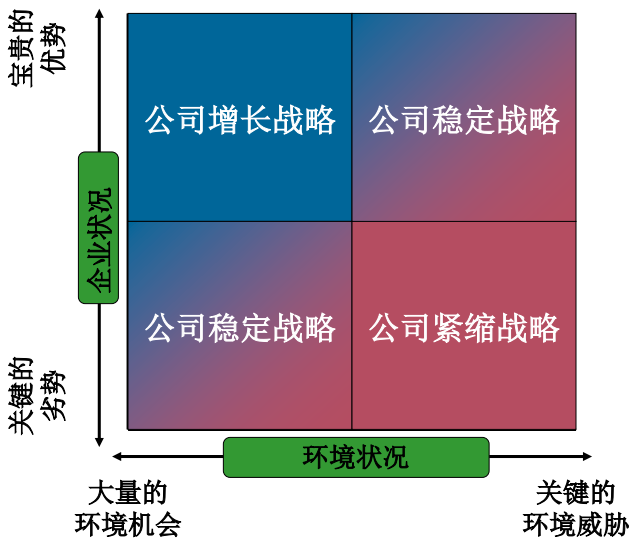 宝贵的
优势
公司增长战略
公司稳定战略
企业状况
公司稳定战略
公司紧缩战略
关键的
劣势
环境状况
大量的
环境机会
关键的
环境威胁